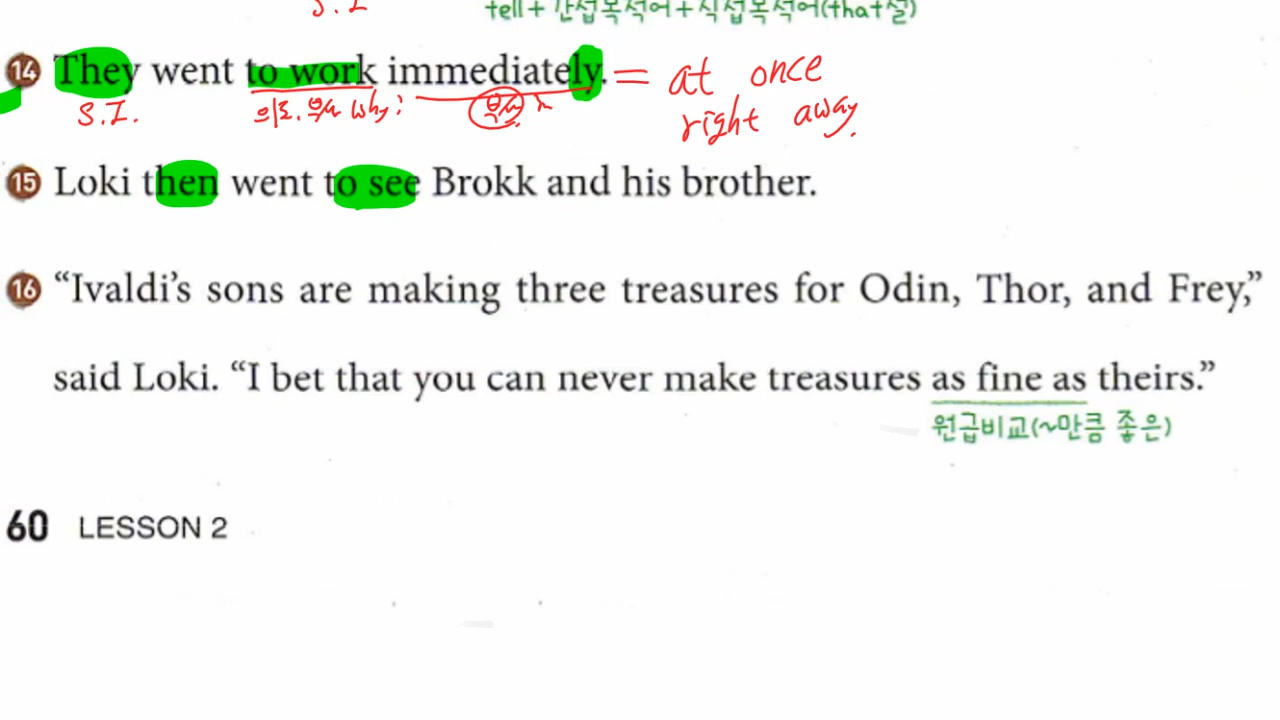 S.I
tell + 간접목적어 + 직접목적어(that절)
14 They went to work immediately. = at once
S.I. why? right away.
15 Loki then went to see Brokk and his brother.
16 “Ivaldi’s sons are making three treasures for Odin, Thor, and Frey,”
said Loki. “I bet that you can never make treasures as fine as theirs.”
원급비교(~만큼 좋은)
60 LESSON 2